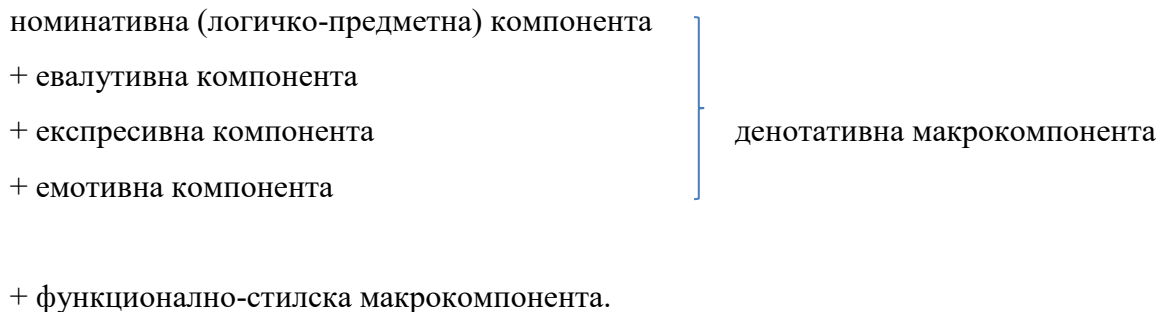 номинативна (логичко-предметна) компонента
+ евалутивна компонента
+ експресивна компонента денотативна макрокомпонента
+ емотивна компонента
+ функционално-стилска макрокомпонента.